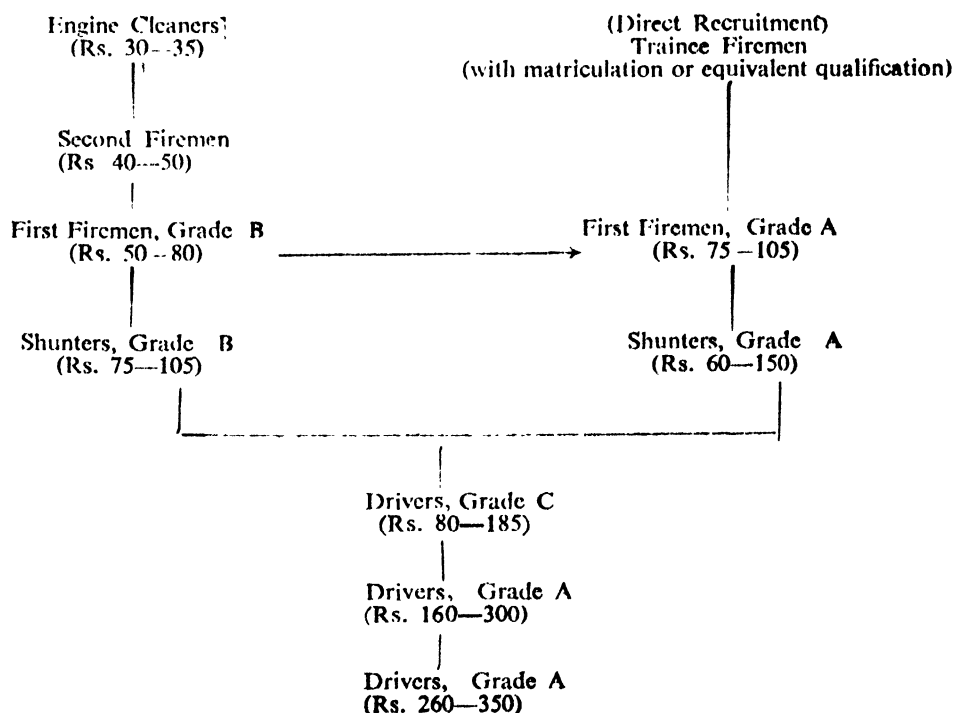 Engine Cleaners
(Rs. 30--35)
(Direct Recruitment)
Trainee Firemen
(with matriculation or equivalent qualification)
Second Firemen
(Rs 40---50)
First Firemen, Grade B
(Rs. 50--80)
First Firemen, Grade A
(Rs. 75--105)
Shunters, Grade B
(Rs. 75—105)
Shunters, Grade A
(Rs. 60—150)
Drivers, Grade C
(Rs. 80—185)
Drivers, Grade A
(Rs. 160—300)
Drivers, Grade A
(Rs. 260—350)